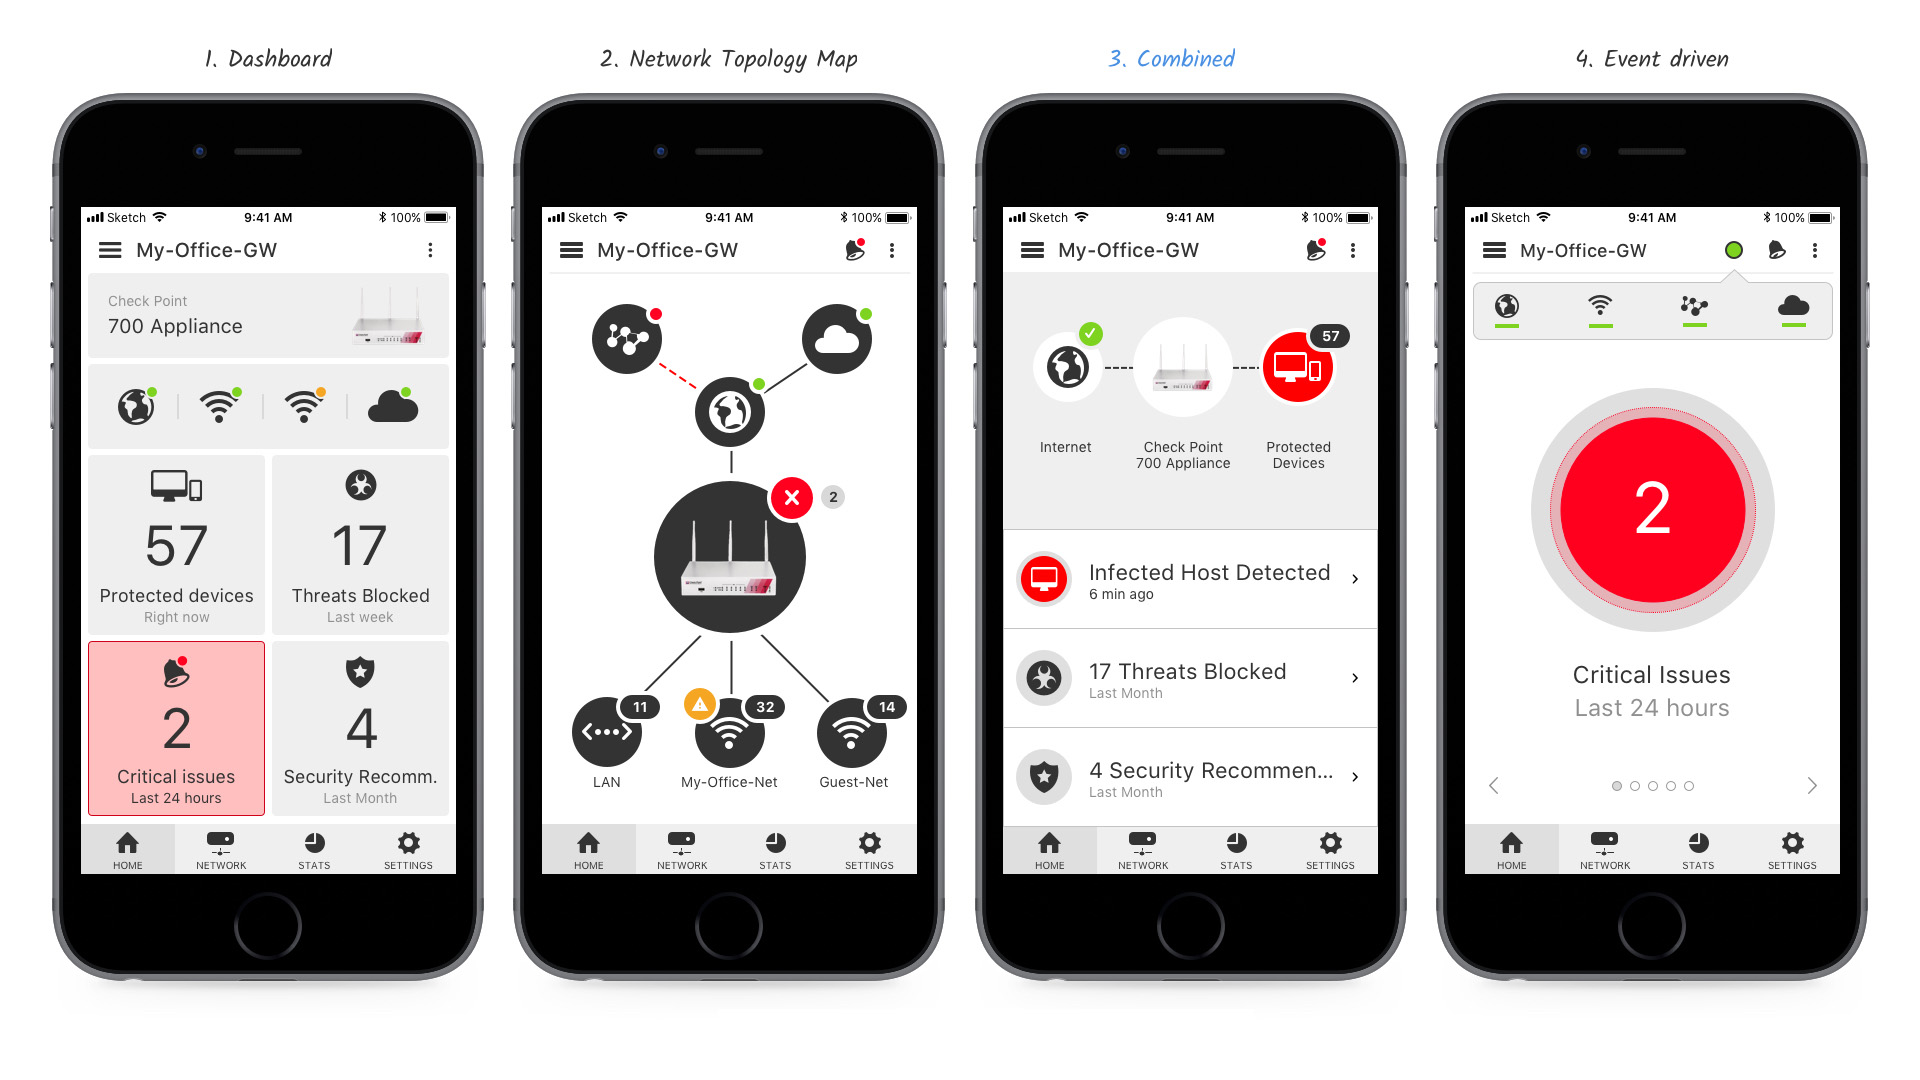 1. Dashboard
Sketch 9:41 AM 100%
My-Office-GW
Check Point
700 Appliance
57
Protected devices
Right now
17
Threats Blocked
Last week
2
Critical issues
Last 24 hours
4
Security Recomm.
Last Month
HOME NETWORK STATS SETTINGS
2. Network Topology Map
Sketch 9:41 AM 100%
My-Office-GW
2
11
32
14
LAN
My-Office-Net
Guest-Net
HOME NETWORK STATS SETTINGS
3. Combined
Sketch 9:41 AM 100%
My-Office-GW
57
Internet
Check Point
700 Appliance
Protected
Devices
Infected Host Detected
6 min ago
17 Threats Blocked
Last Month
4 Security Recommen...
Last Month
HOME NETWORK STATS SETTINGS
4. Event driven
Sketch 9:41 AM 100%
My-Office-GW
2
Critical Issues
Last 24 hours
HOME NETWORK STATS SETTINGS